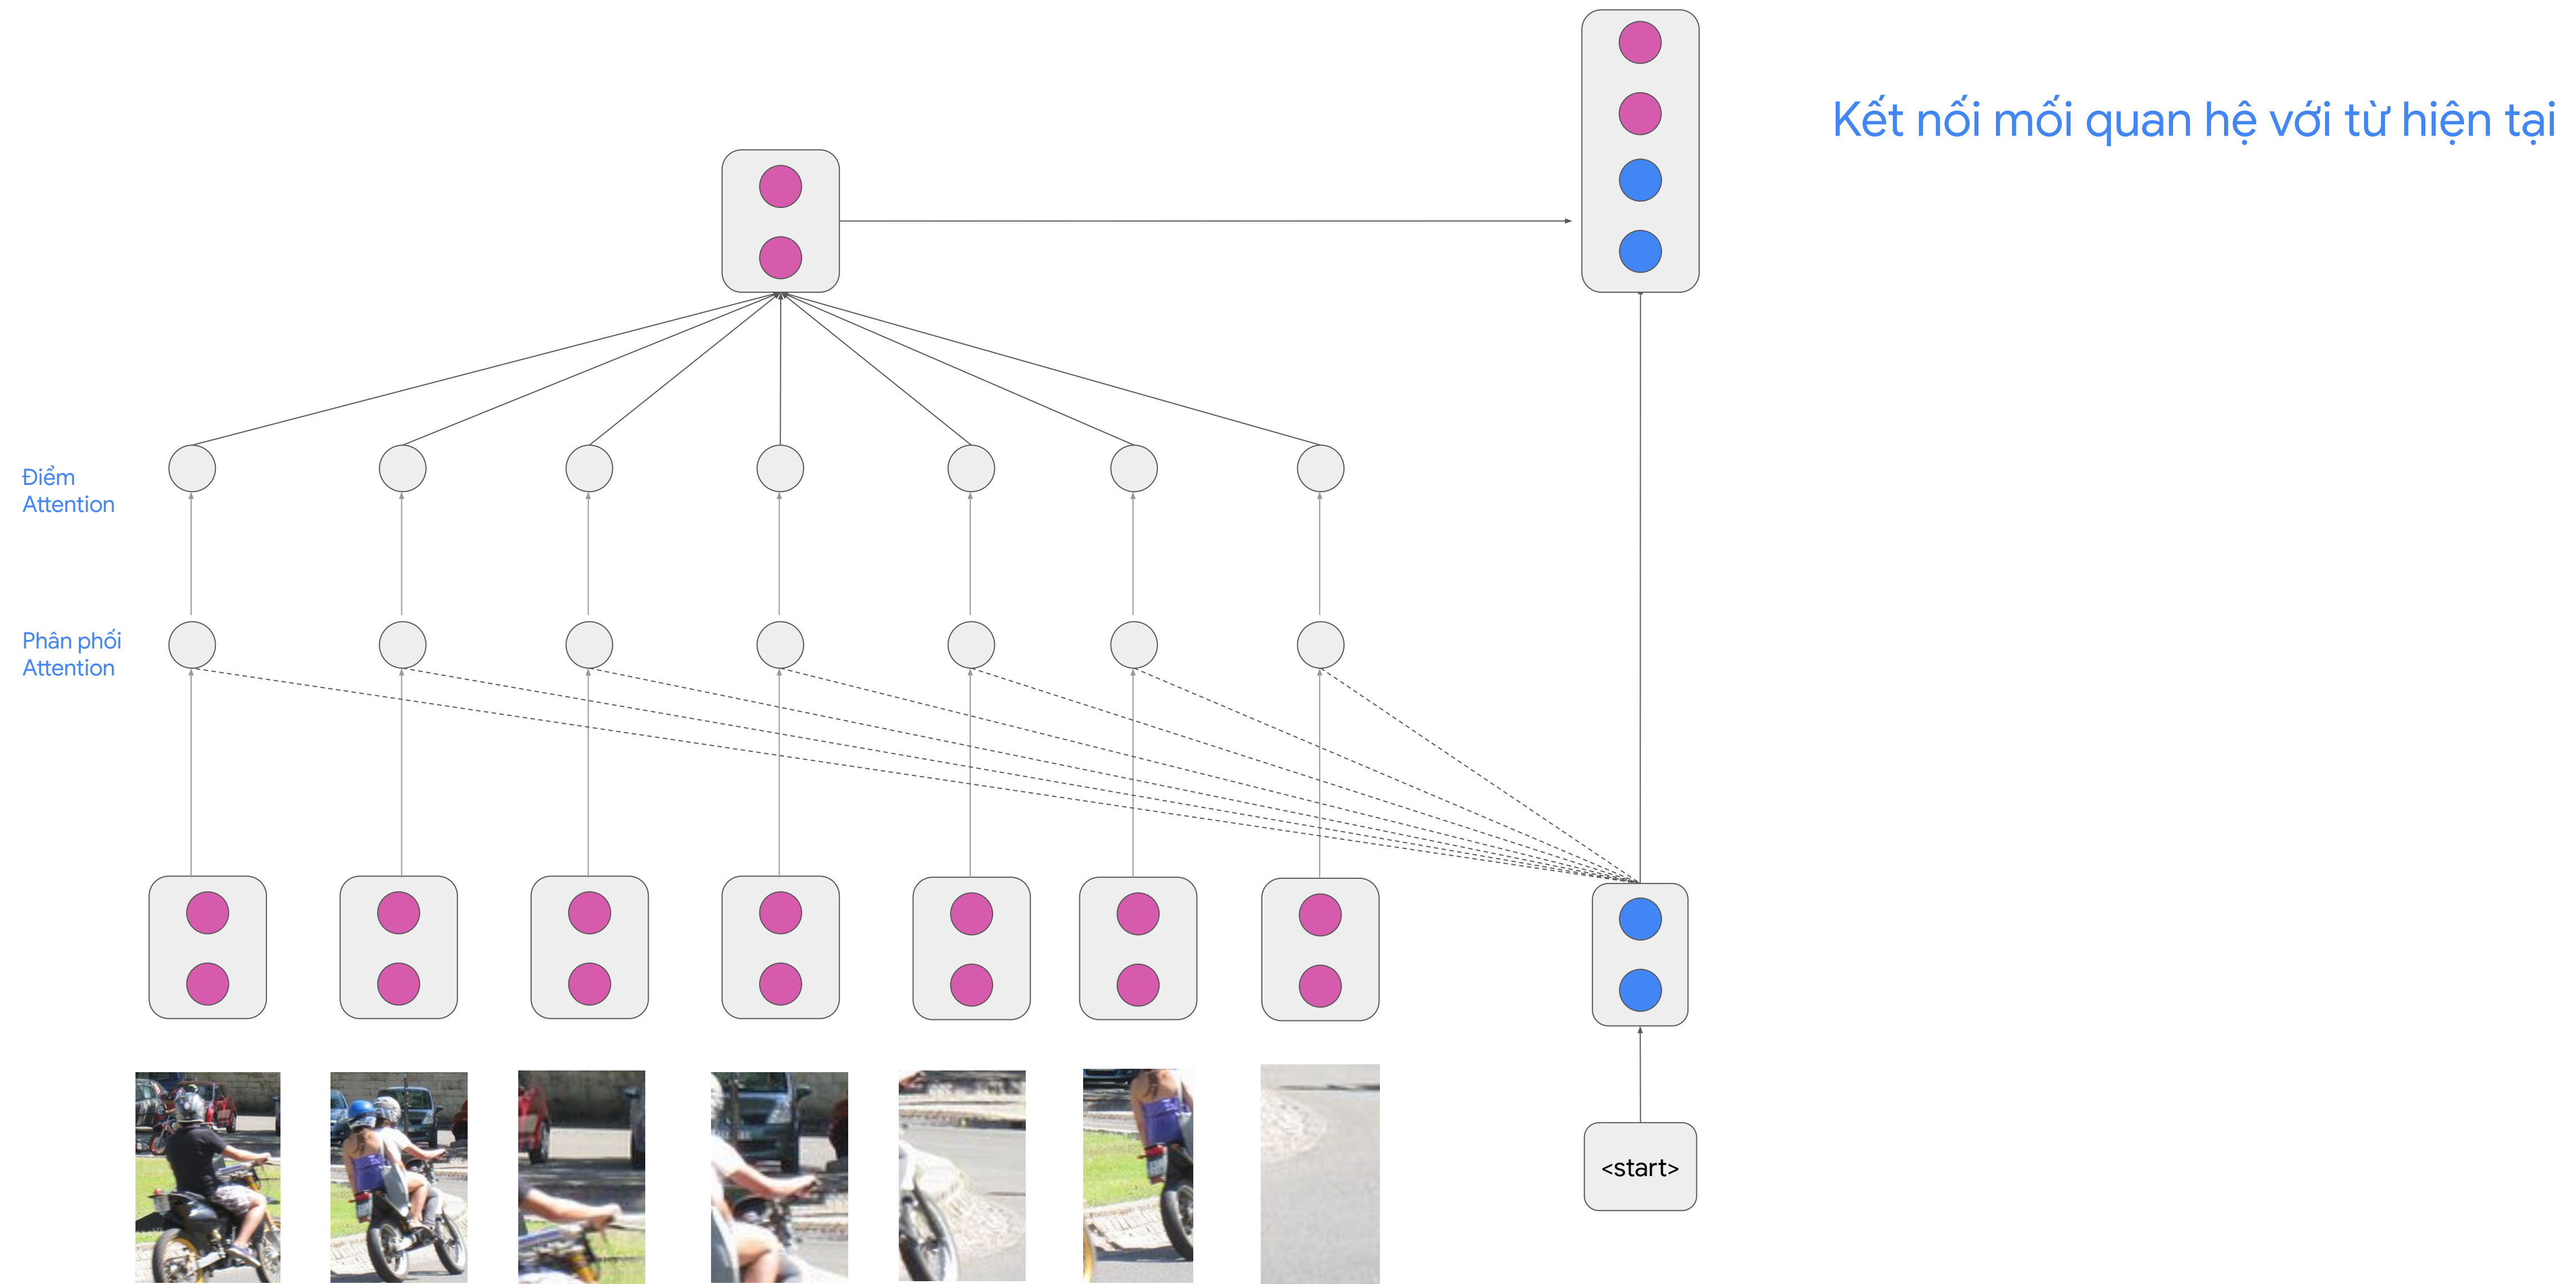 Kết nối mối quan hệ với từ hiện tại
Điểm
Attention
Phân phối
Attention
<start>